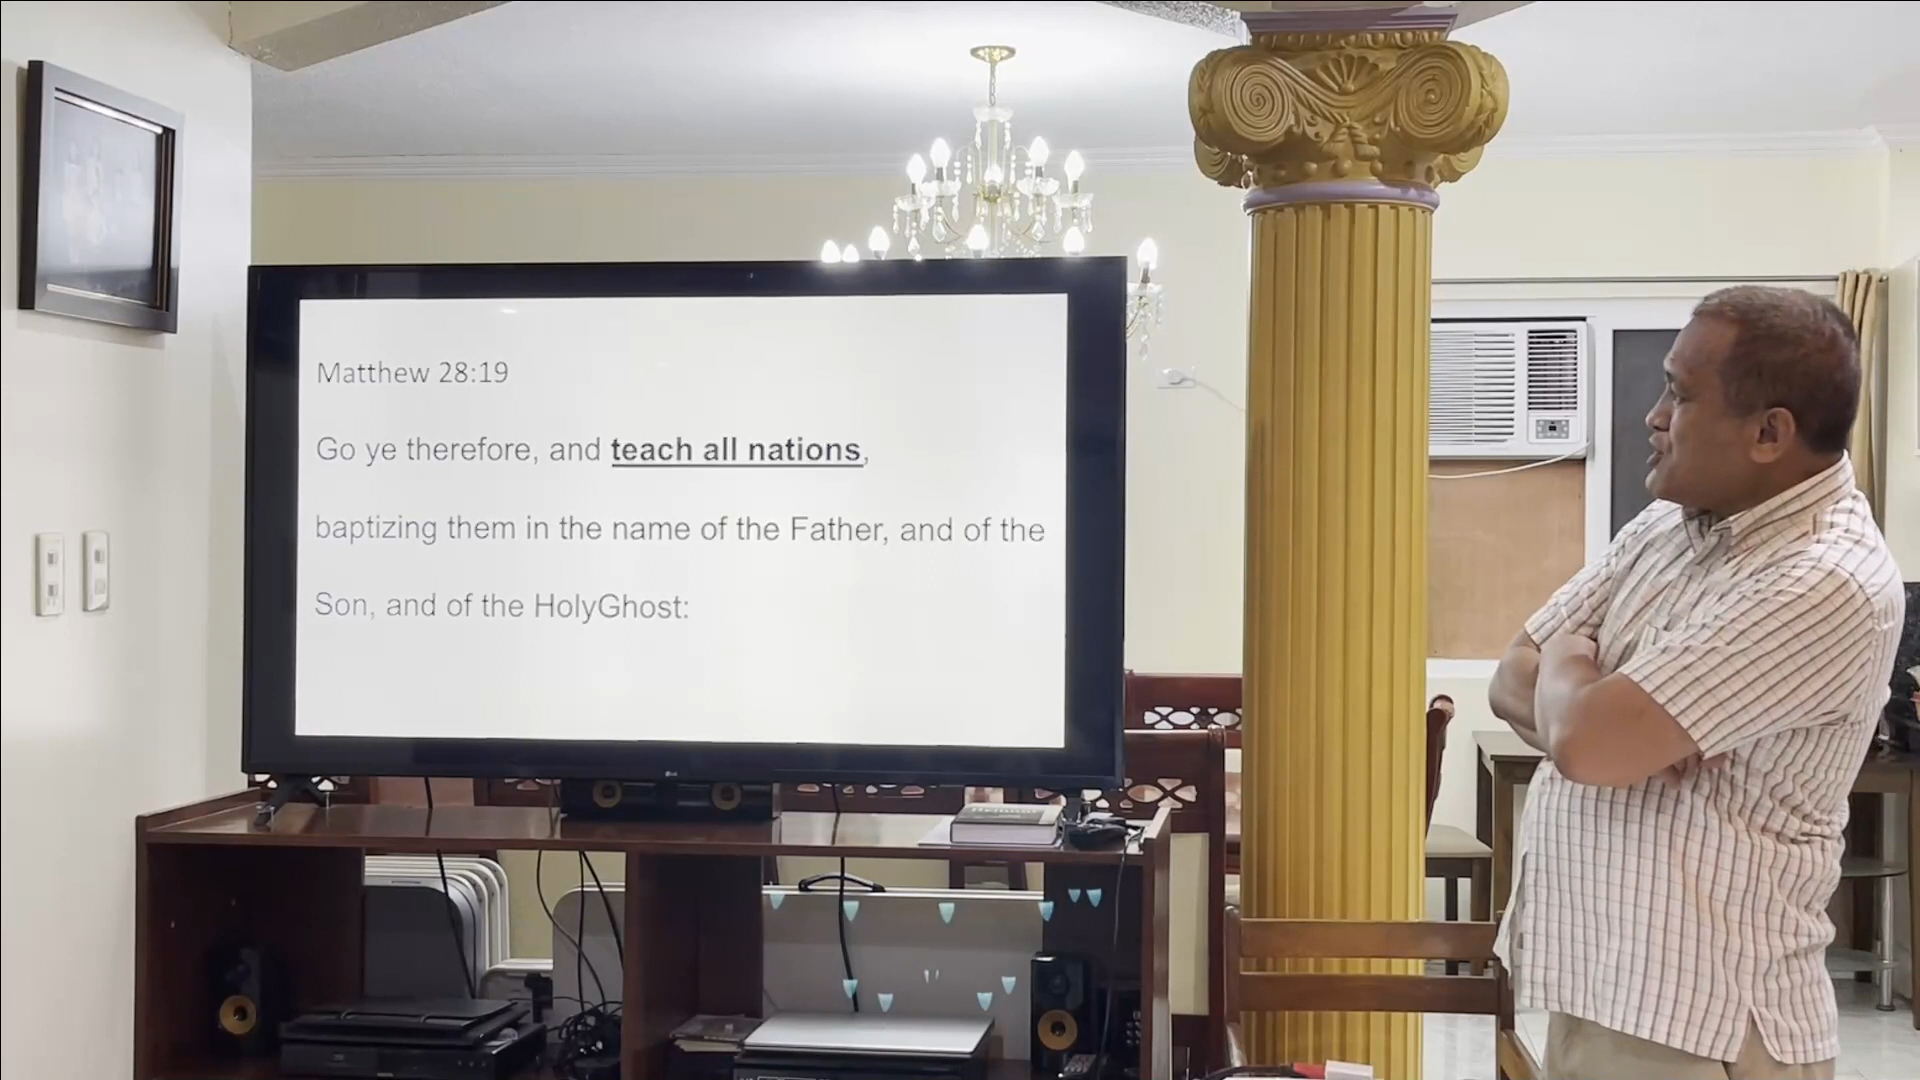 Matthew 28:19
Go ye therefore, and teach all nations,
baptizing them in the name of the Father, and of the
Son, and of the HolyGhost:
LG